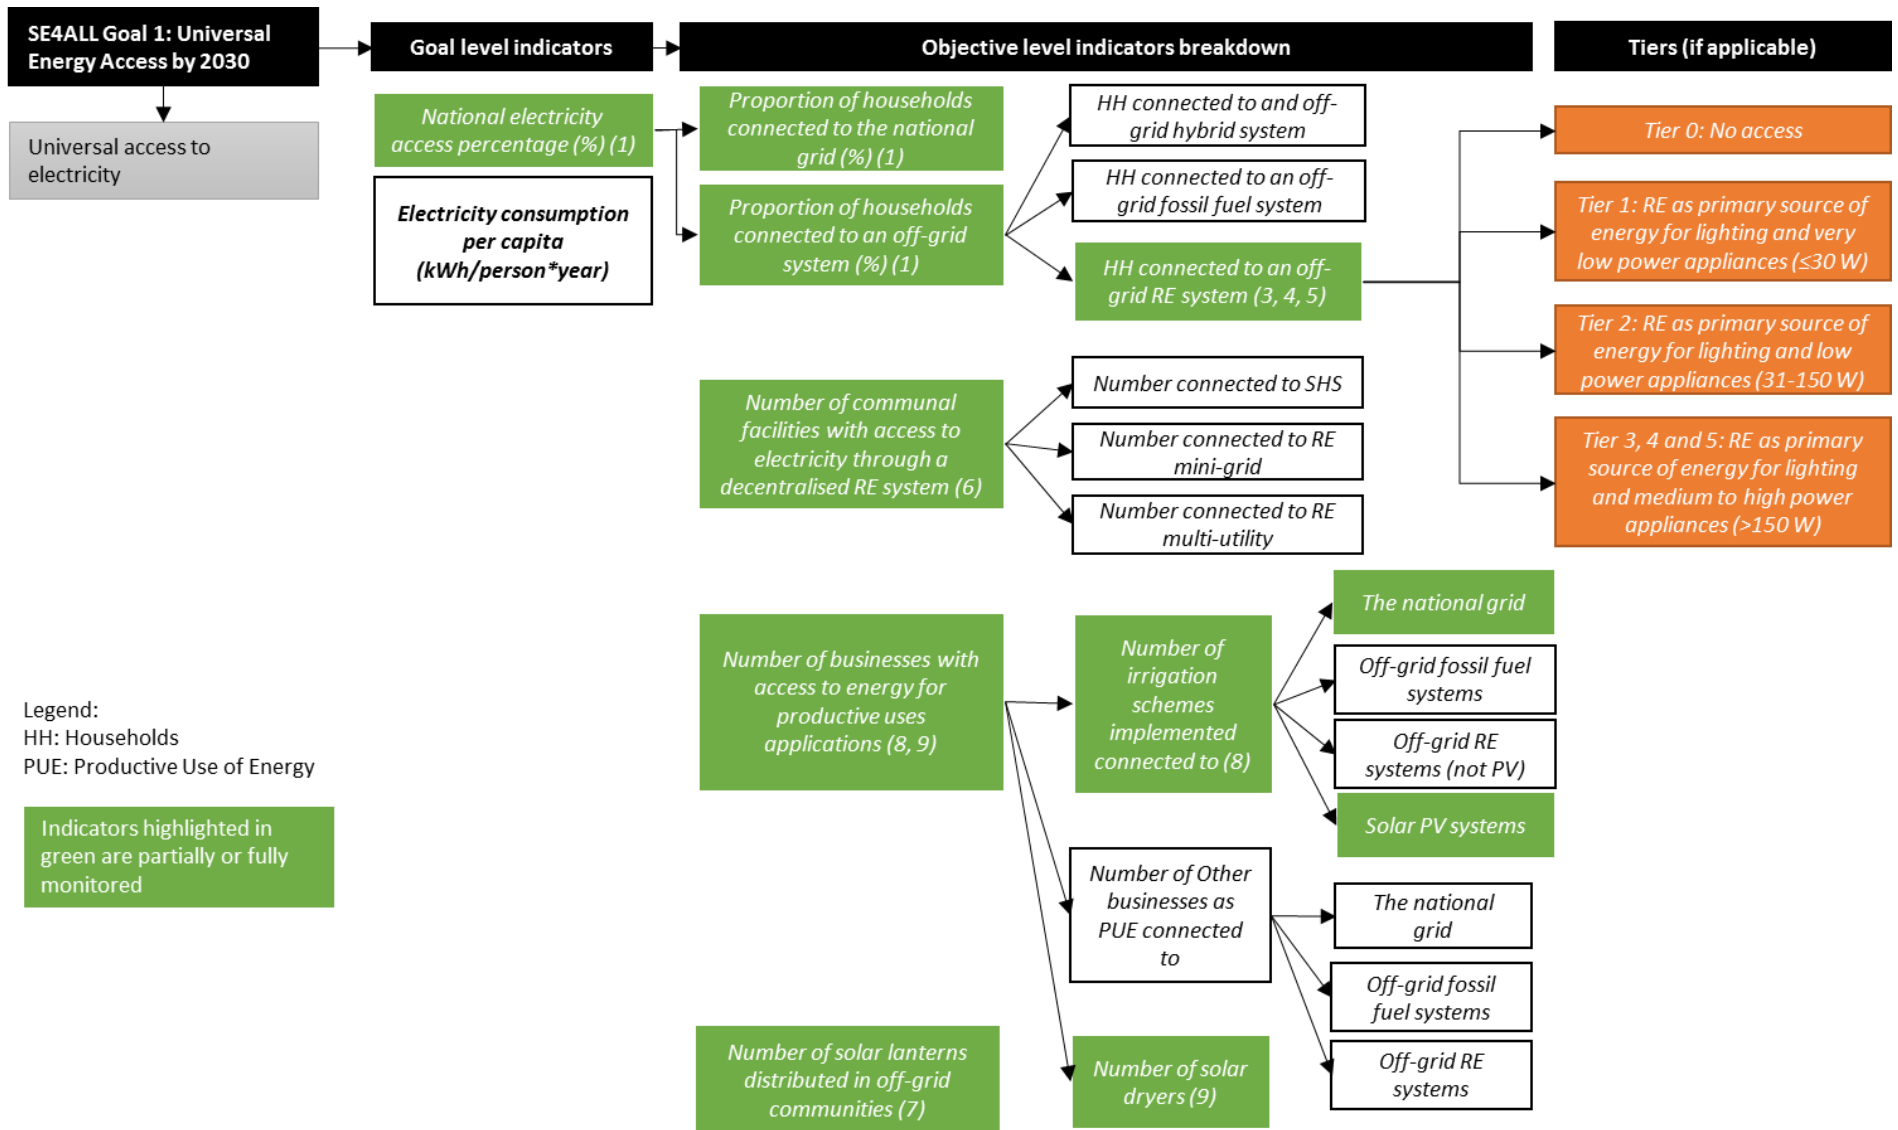 SE4ALL Goal 1: Universal
Energy Access by 2030
Goal level indicators
Objective level indicators breakdown
Tiers (if applicable)
Universal access to
electricity
National electricity
access percentage (%) (1)
Electricity consumption
per capita
(kWh/person*year)
Proportion of households
connected to the national
grid (%) (1)
Proportion of households
connected to an off-grid
system (%) (1)
HH connected to and off-
grid hybrid system
HH connected to an off-
grid fossil fuel system
HH connected to an off-
grid RE system (3, 4, 5)
Tier 0: No access
Tier 1: RE as primary source of
energy for lighting and very
low power appliances (≤30 W)
Tier 2: RE as primary source of
energy for lighting and low
power appliances (31-150 W)
Tier 3, 4 and 5: RE as primary
source of energy for lighting
and medium to high power
appliances (>150 W)
Number of communal
facilities with access to
electricity through a
decentralised RE system (6)
Number connected to SHS
Number connected to RE
mini-grid
Number connected to RE
multi-utility
Number of businesses with
access to energy for
productive uses
applications (8, 9)
Number of
irrigation
schemes
implemented
connected to (8)
The national grid
Off-grid fossil fuel
systems
Off-grid RE
systems (not PV)
Solar PV systems
Number of Other
businesses as
PUE connected
to
The national
grid
Off-grid fossil
fuel systems
Off-grid RE
systems
Number of solar
dryers (9)
Number of solar lanterns
distributed in off-grid
communities (7)
Legend:
HH: Households
PUE: Productive Use of Energy
Indicators highlighted in
green are partially or fully
monitored